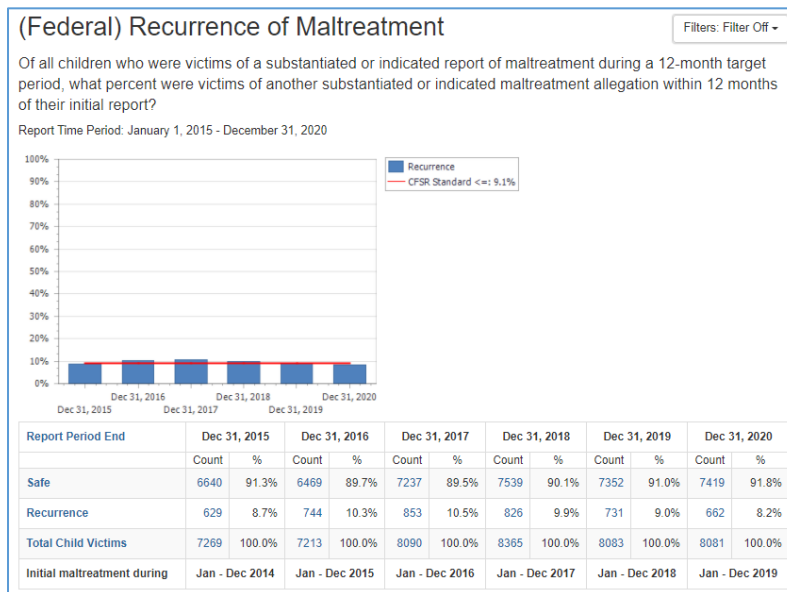 (Federal) Recurrence of Maltreatment
Filters: Filter Off
Of all children who were victims of a substantiated or indicated report of maltreatment during a 12-month target
period, what percent were victims of another substantiated or indicated maltreatment allegation within 12 months
of their initial report?
Report Time Period: January 1, 2015 - December 31, 2020
100%
90%
80%
70%
60%
50%
40%
30%
20%
10%
0%
Recurrence
CFSR Standard <=: 9.1%
Dec 31, 2016 Dec 31, 2018 Dec 31, 2020
Dec 31, 2015 Dec 31, 2017 Dec 31, 2019
Report Period End Dec 31, 2015 Dec 31, 2016 Dec 31, 2017 Dec 31, 2018 Dec 31, 2019 Dec 31, 2020
Count % Count % Count % Count % Count % Count %
Safe 6640 91.3% 6469 89.7% 7237 89.5% 7539 90.1% 7352 91.0% 7419 91.8%
Recurrence 629 8.7% 744 10.3% 853 10.5% 826 9.9% 731 9.0% 662 8.2%
Total Child Victims 7269 100.0% 7213 100.0% 8090 100.0% 8365 100.0% 8083 100.0% 8081 100.0%
Initial maltreatment during Jan - Dec 2014 Jan - Dec 2015 Jan - Dec 2016 Jan - Dec 2017 Jan - Dec 2018 Jan - Dec 2019